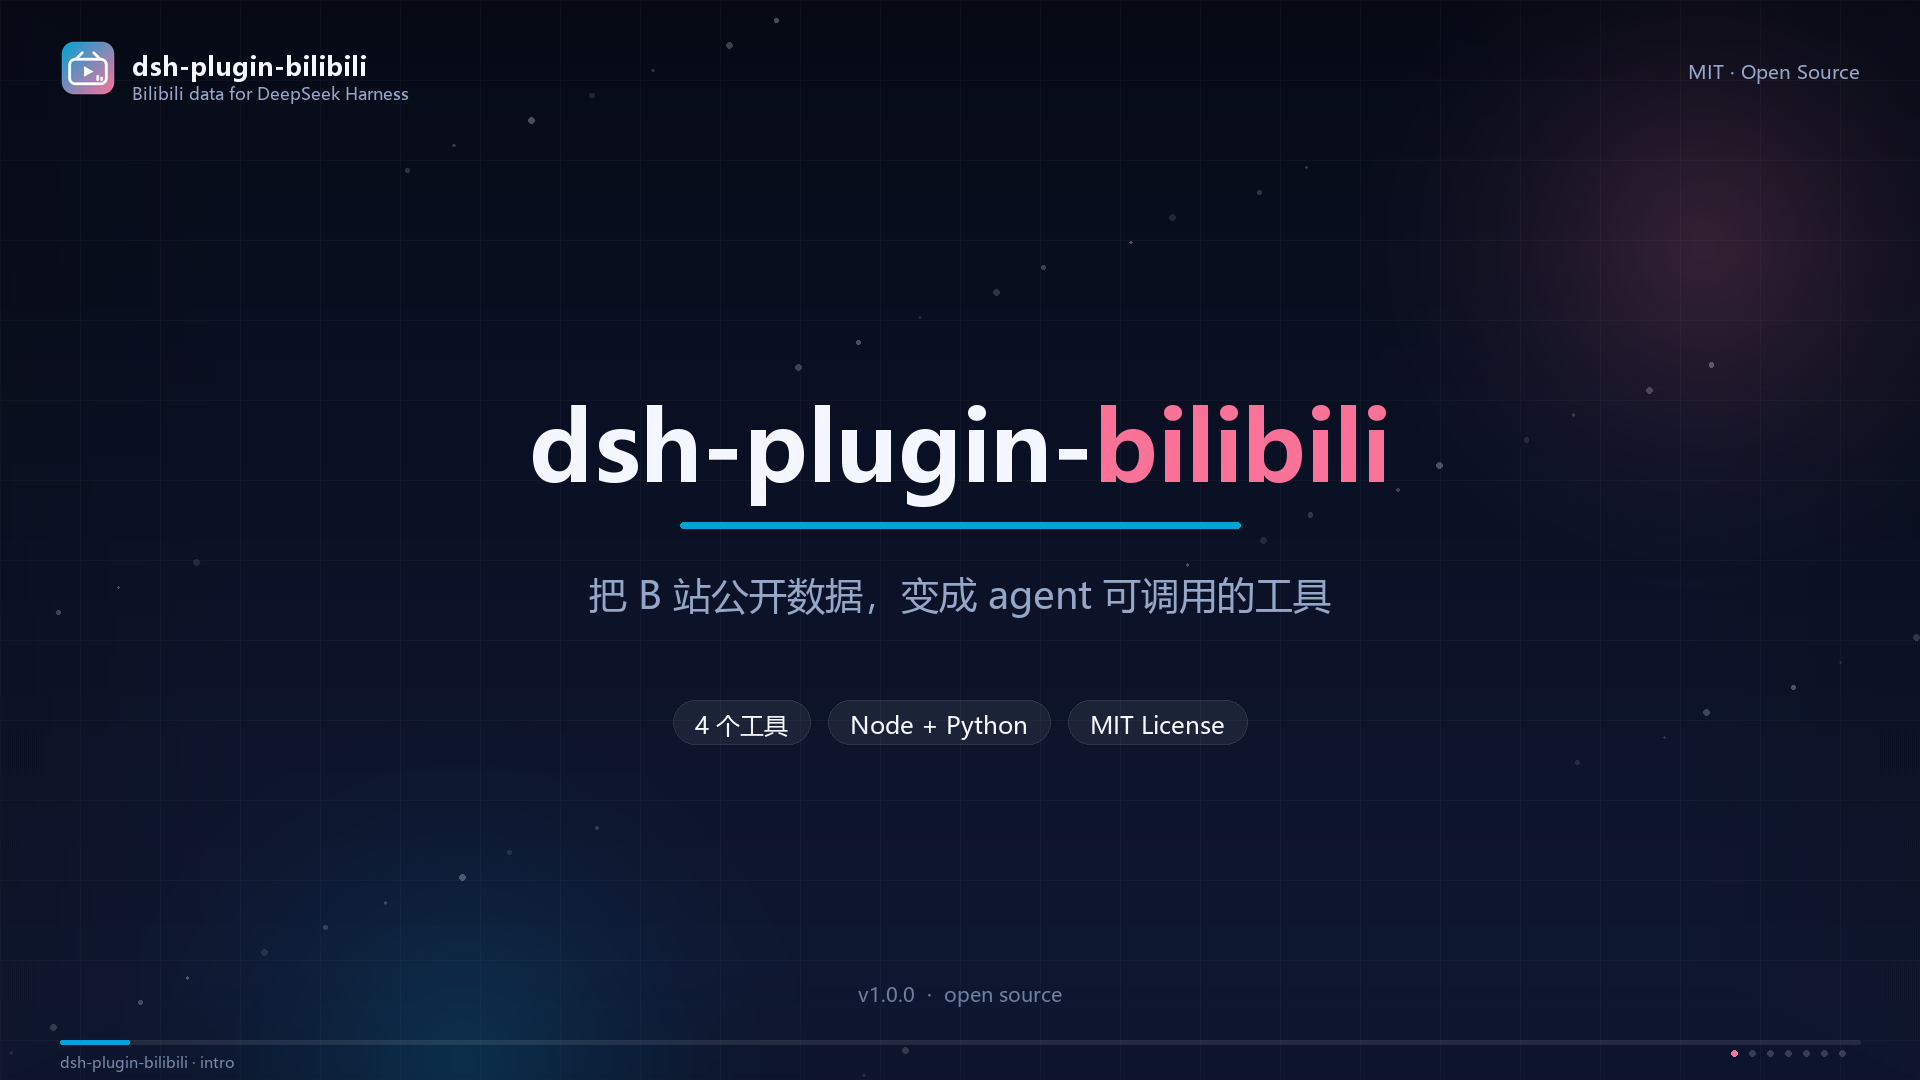 dsh-plugin-bilibili
Bilibili data for DeepSeek Harness
MIT · Open Source
dsh-plugin-bilibili
把 B 站公开数据，变成 agent 可调用的工具
4 个工具
Node + Python
MIT License
v1.0.0 · open source
dsh-plugin-bilibili · intro